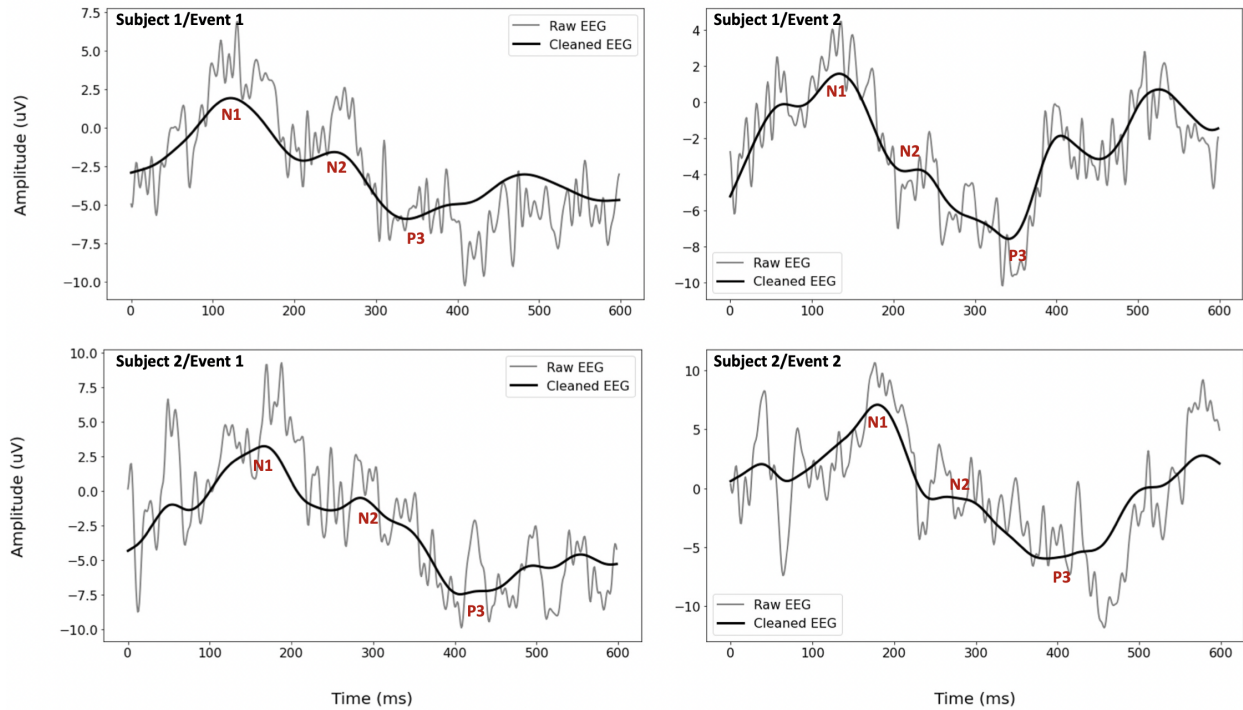 Subject 1/Event 1
Raw EEG
Cleaned EEG
Amplitude (uV)
7.5
5.0
2.5
0.0
−2.5
−5.0
−7.5
−10.0
N1
N2
P3
0
100
200
300
400
500
600
Subject 1/Event 2
4
2
0
−2
−4
−6
−8
−10
N1
N2
P3
Raw EEG
Cleaned EEG
0
100
200
300
400
500
600
Subject 2/Event 1
Raw EEG
Cleaned EEG
Amplitude (uV)
10.0
7.5
5.0
2.5
0.0
−2.5
−5.0
−7.5
−10.0
N1
N2
P3
0
100
200
300
400
500
600
Time (ms)
Subject 2/Event 2
10
5
0
−5
−10
N1
N2
P3
Raw EEG
Cleaned EEG
0
100
200
300
400
500
600
Time (ms)